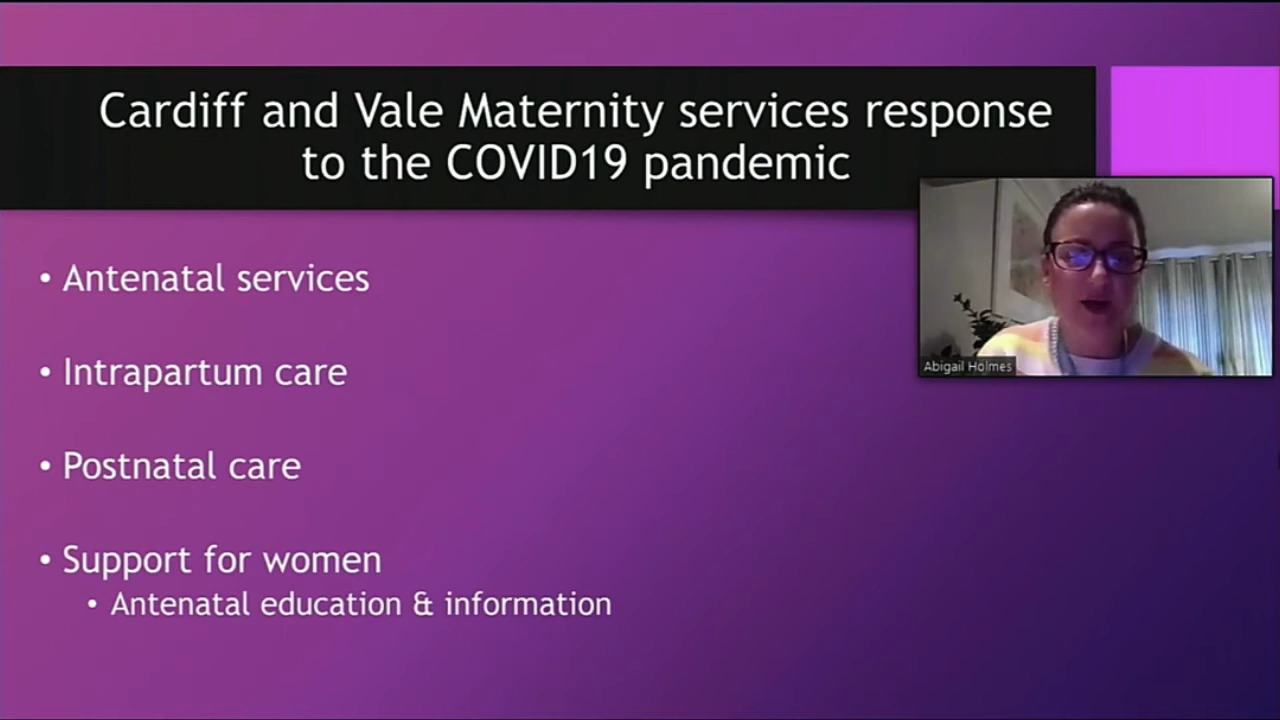 Cardiff and Vale Maternity services response
to the COVID19 pandemic
• Antenatal services
• Intrapartum care
• Postnatal care
• Support for women
• Antenatal education & information
Abigail Holmes